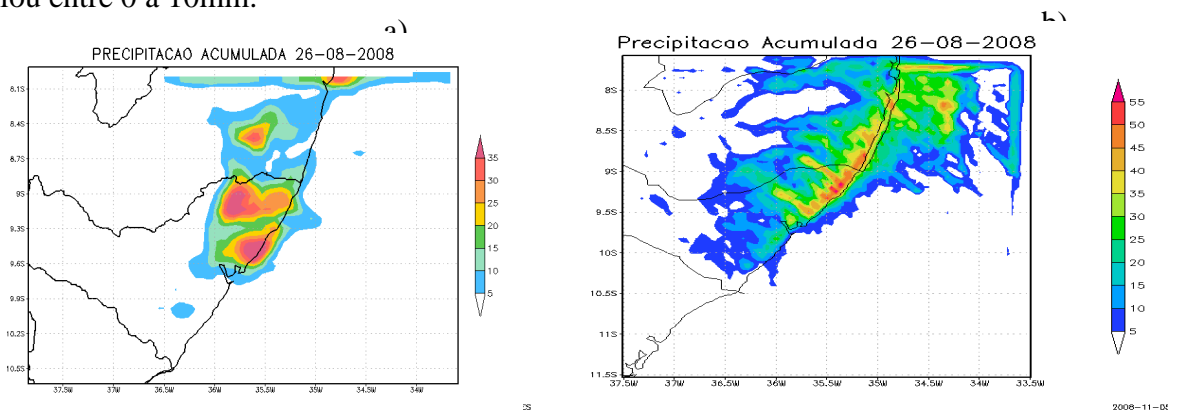 entre 0 a 10mm.
a)
b)
PRECIPITACAO ACUMULADA 26-08-2008
8.1S
8.4S
8.7S
9S
9.3S
9.6S
9.9S
10.2S
10.5S
37.5W 37W 36.5W 36W 35.5W 35W 34.5W 34W
35
30
25
20
15
10
5
Precipitacao Acumulada 26-08-2008
8S
8.5S
9S
9.5S
10S
10.5S
11S
11.5S
37.5W 37W 36.5W 36W 35.5W 35W 34.5W 34W 33.5W
55
50
45
40
35
30
25
20
15
10
5